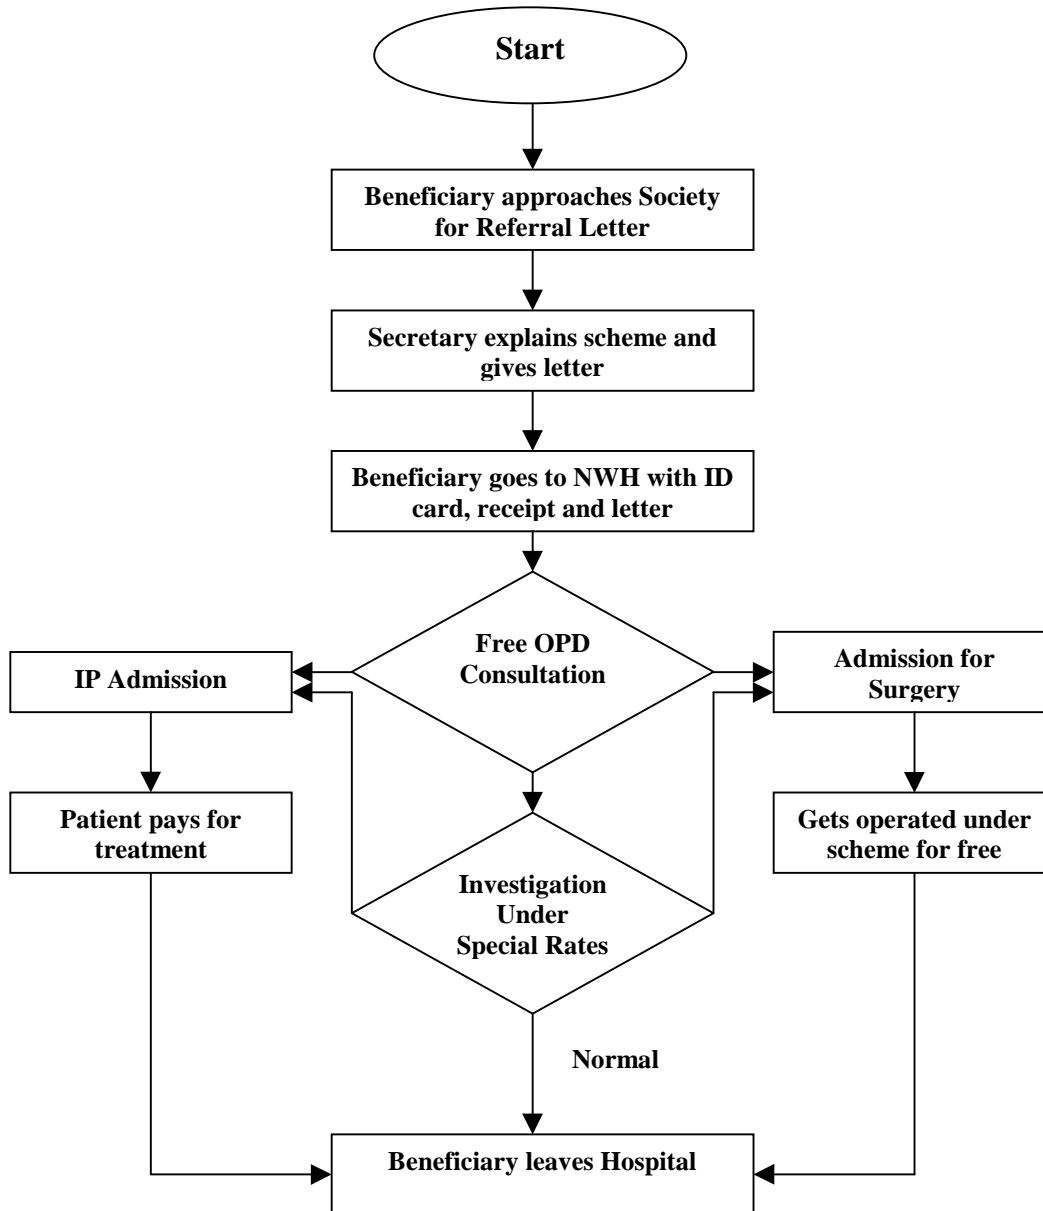 Start
Beneficiary approaches Society
for Referral Letter
Secretary explains scheme and
gives letter
Beneficiary goes to NWH with ID
card, receipt and letter
Free OPD
Consultation
IP Admission
Admission for
Surgery
Patient pays for
treatment
Gets operated under
scheme for free
Investigation
Under
Special Rates
Normal
Beneficiary leaves Hospital